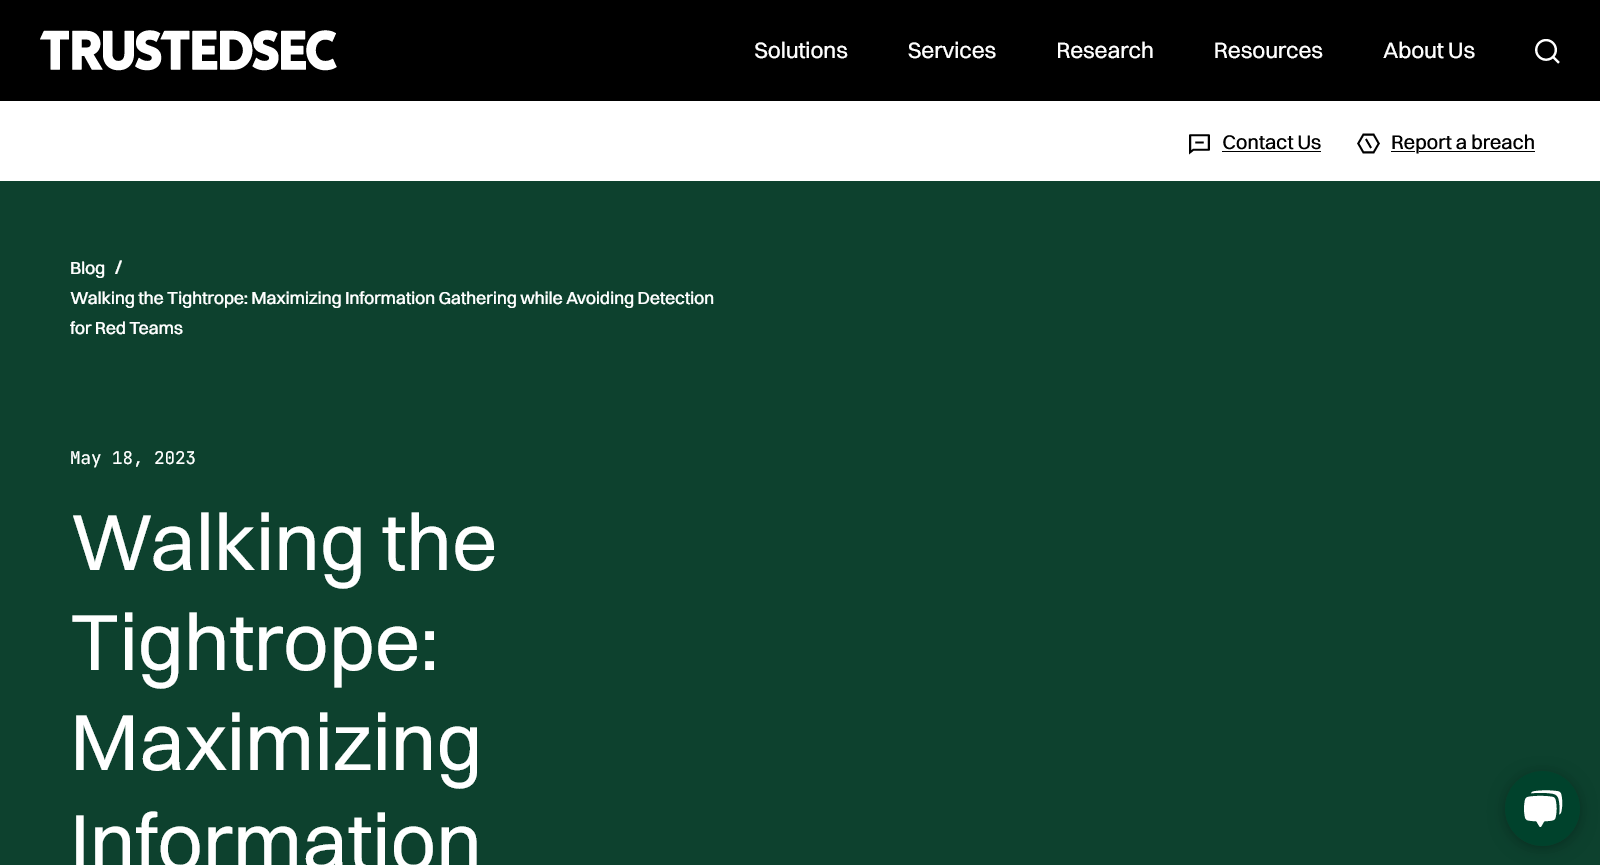 TRUSTEDSEC
Solutions Services Research Resources About Us
Contact Us Report a breach
Blog /
Walking the Tightrope: Maximizing Information Gathering while Avoiding Detection
for Red Teams
May 18, 2023
Walking the
Tightrope:
Maximizing
Information